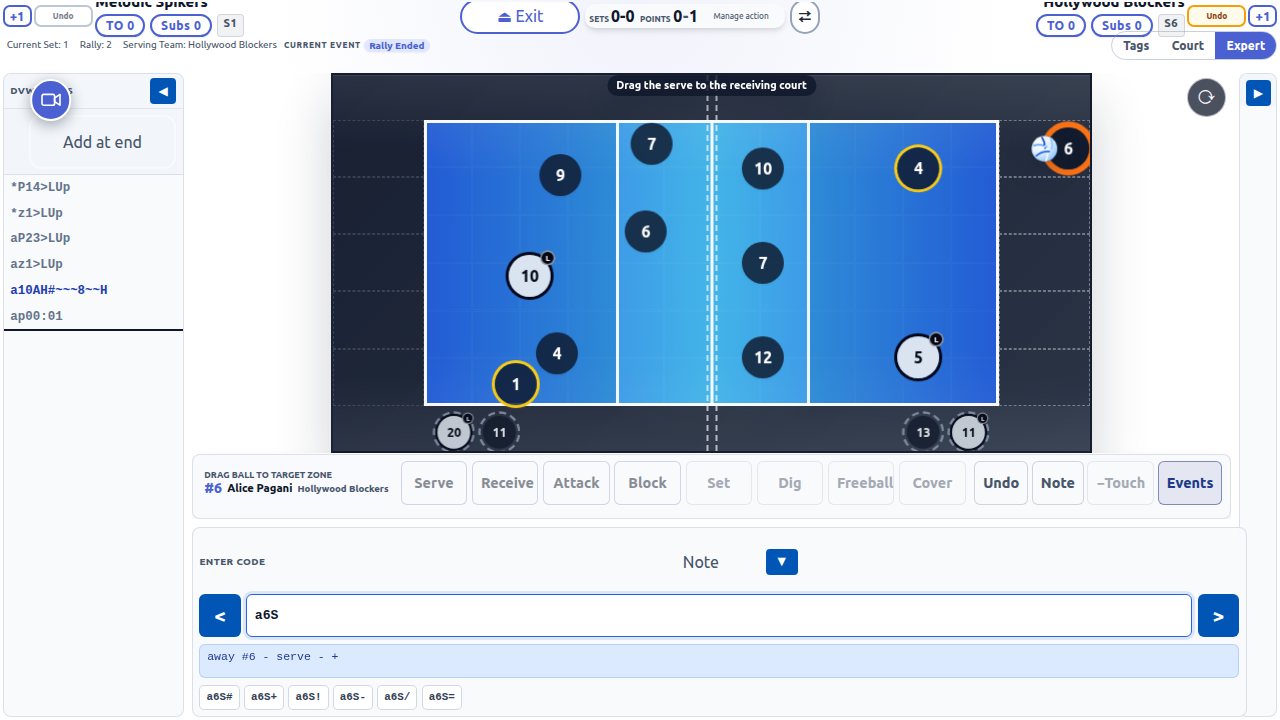 +1 Undo Melodic Spikers
TO 0 Subs 0 S1
⏏ Exit
SETS 0-0 POINTS 0-1 Manage action
⇄
Hollywood Blockers Undo +1
TO 0 Subs 0 S6
Current Set: 1 Rally: 2 Serving Team: Hollywood Blockers CURRENT EVENT Rally Ended
Tags Court Expert
◀
Add at end
*P14>LUp
*z1>LUp
aP23>LUp
az1>LUp
a10AH#~~~8~~H
ap00:01
Drag the serve to the receiving court
7
9
10
4
6
6
10 L
7
4
12
5 L
1
20 L
11
13
11 L
▶
DRAG BALL TO TARGET ZONE
#6 Alice Pagani Hollywood Blockers
Serve Receive Attack Block Set Dig Freeball Cover Undo Note −Touch Events
ENTER CODE
Note ▼
< a6S >
away #6 - serve - +
a6S# a6S+ a6S! a6S- a6S/ a6S=